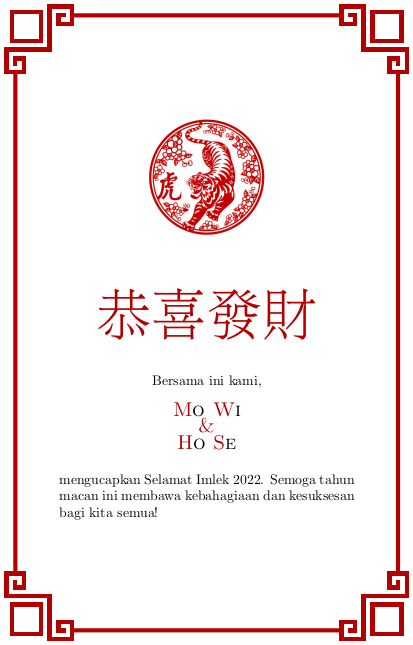 虎
恭喜發財
Bersama ini kami,
Mo Wi
&
Ho Se
mengucapkan Selamat Imlek 2022. Semoga tahun
macan ini membawa kebahagiaan dan kesuksesan
bagi kita semua!